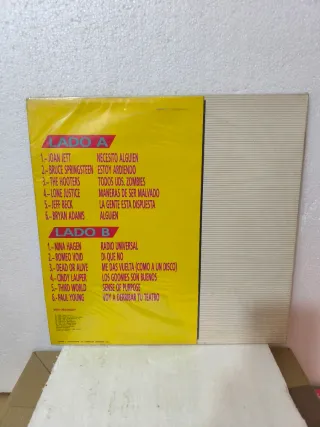 LADO A
1.- JOAN JETT NECESITO ALGUIEN
2.- BRUCE SPRINGSTEEN ESTOY ARDIENDO
3.- THE HOOTERS TODOS UDS. ZOMBIES
4.- LONE JUSTICE MANERAS DE SER MALVADO
5.- JEFF BECK LA GENTE ESTA DISPUESTA
6.- BRYAN ADAMS ALGUIEN
LADO B
1.- NINA HAGEN RADIO UNIVERSAL
2.- ROMEO VOID DI QUE NO
3.- DEAD OR ALIVE ME DAS VUELTA (COMO A UN DISCO)
4.- CINDY LAUPER LOS GOONIES SON BUENOS
5.- THIRD WORLD SENSE OF PURPOSE
6.- PAUL YOUNG VOY A DERRIBAR TU TEATRO